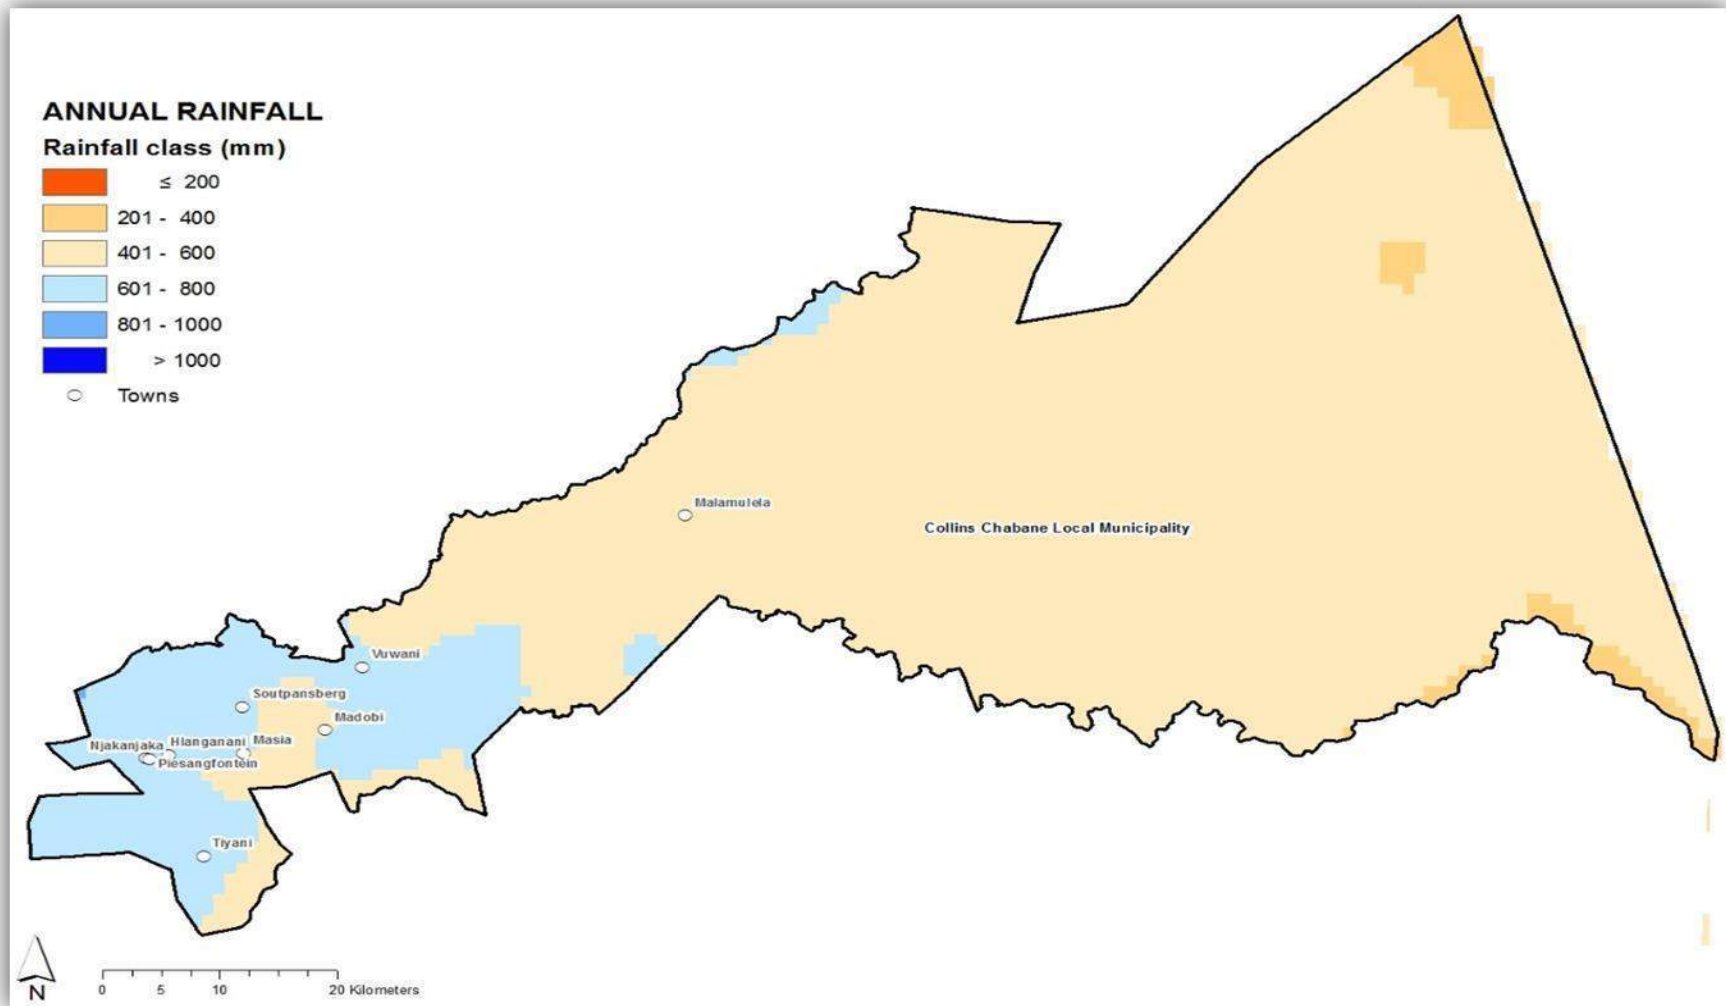 ANNUAL RAINFALL
Rainfall class (mm)
≤ 200
201 - 400
401 - 600
601 - 800
801 - 1000
> 1000
Towns
Malamulela
Collins Chabane Local Municipality
Vuwani
Soutpansberg
Madobi
Njakanjaka
Hlanganani
Masia
Piesangfontein
Tiyani
N
0 5 10 20 Kilometers